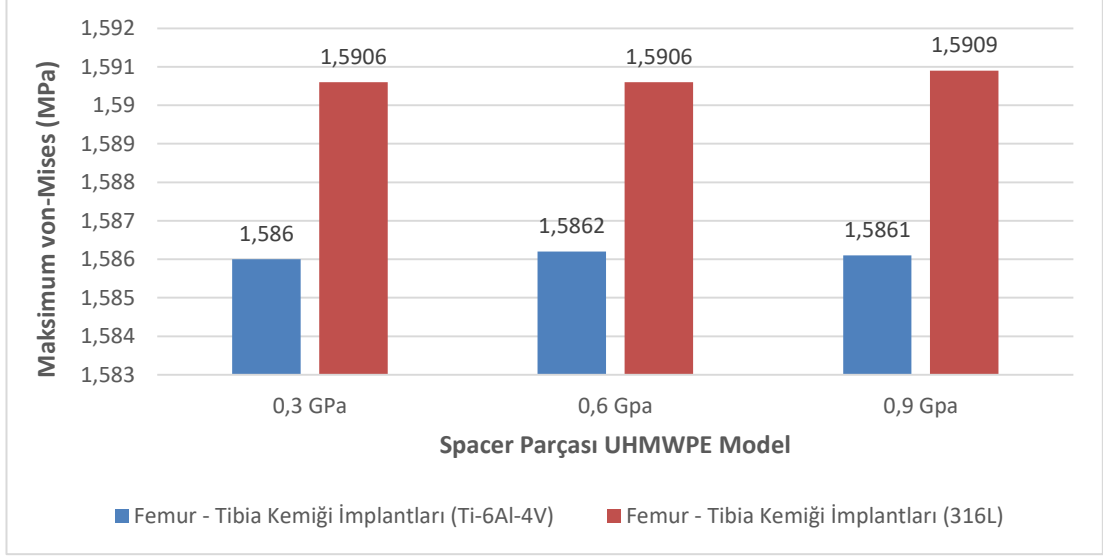 Maksimum von-Mises (MPa)
1,592
1,591
1,59
1,589
1,588
1,587
1,586
1,585
1,584
1,583
1,586
1,5906
1,5862
1,5906
1,5861
1,5909
0,3 GPa
0,6 Gpa
0,9 Gpa
Spacer Parçası UHMWPE Model
Femur - Tibia Kemiği İmplantları (Ti-6Al-4V)
Femur - Tibia Kemiği İmplantları (316L)